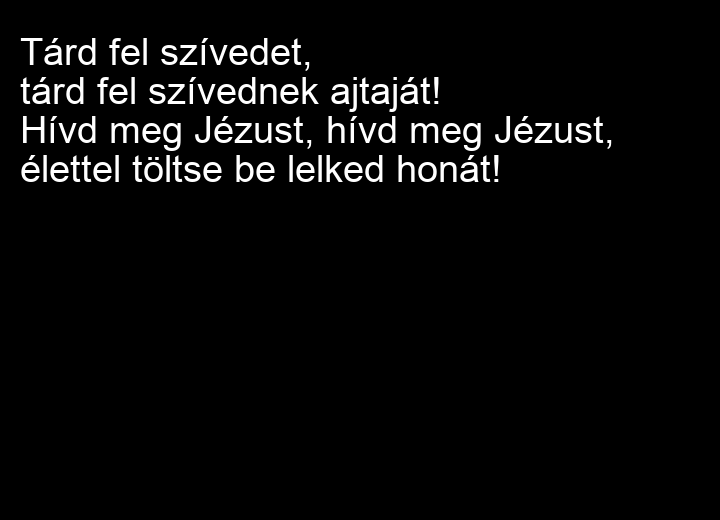 Tárd fel szívedet,
tárd fel szívednek ajtaját!
Hívd meg Jézust, hívd meg Jézust,
élettel töltse be lelked honát!